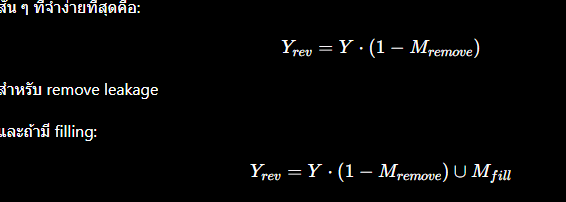 สั้น ๆ ที่จำง่ายที่สุดคือ:
Y_{rev} = Y · (1 − M_{remove})
สำหรับ remove leakage
และถ้ามี filling:
Y_{rev} = Y · (1 − M_{remove}) ∪ M_{fill}